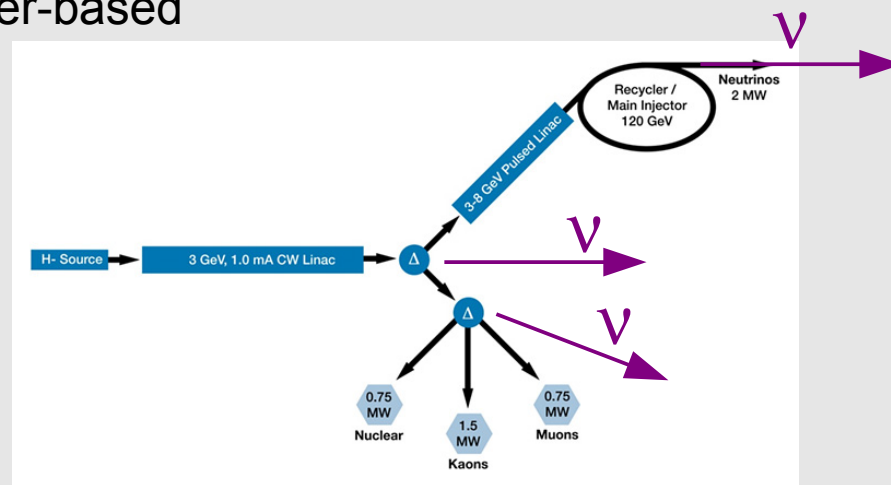 er-based
ν
Neutrinos
2 MW
Recycler /
Main Injector
120 GeV
3-8 GeV Pulsed Linac
ν
H- Source
3 GeV, 1.0 mA CW Linac
Δ
ν
Δ
0.75
MW
Nuclear
1.5
MW
Kaons
0.75
MW
Muons